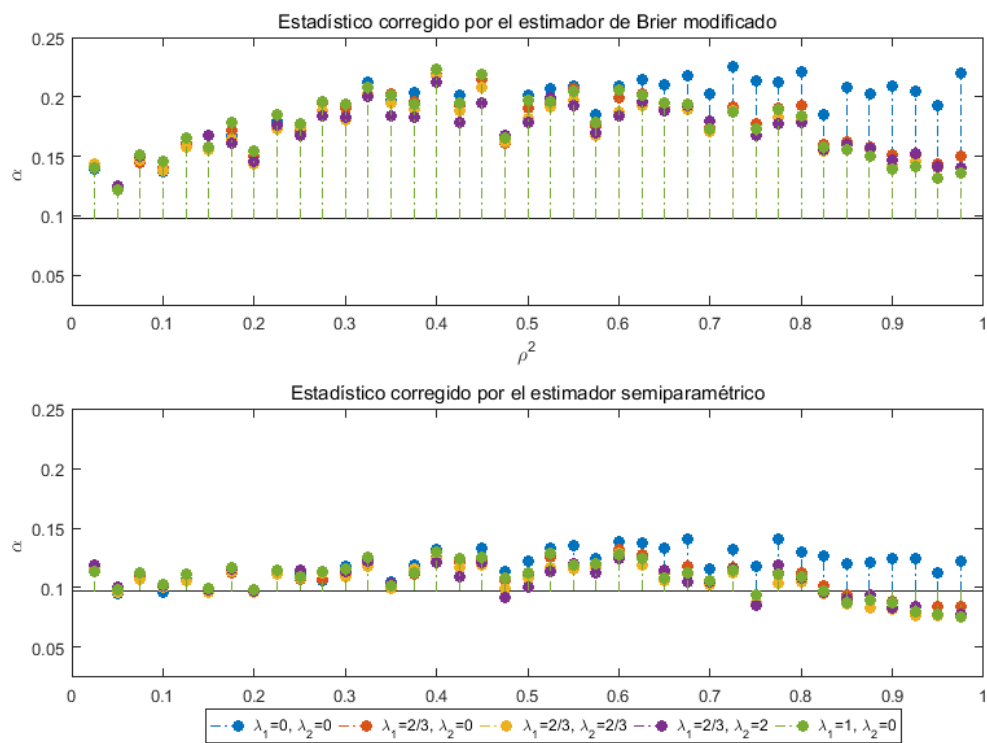 Estadístico corregido por el estimador de Brier modificado
0.25
0.2
0.15
0.1
0.05
α
0 0.1 0.2 0.3 0.4 0.5 0.6 0.7 0.8 0.9 1
ρ²
Estadístico corregido por el estimador semiparamétrico
0.25
0.2
0.15
0.1
0.05
α
0 0.1 0.2 0.3 0.4 0.5 0.6 0.7 0.8 0.9 1
λ₁=0, λ₂=0 λ₁=2/3, λ₂=0 λ₁=2/3, λ₂=2/3 λ₁=2/3, λ₂=2 λ₁=1, λ₂=0